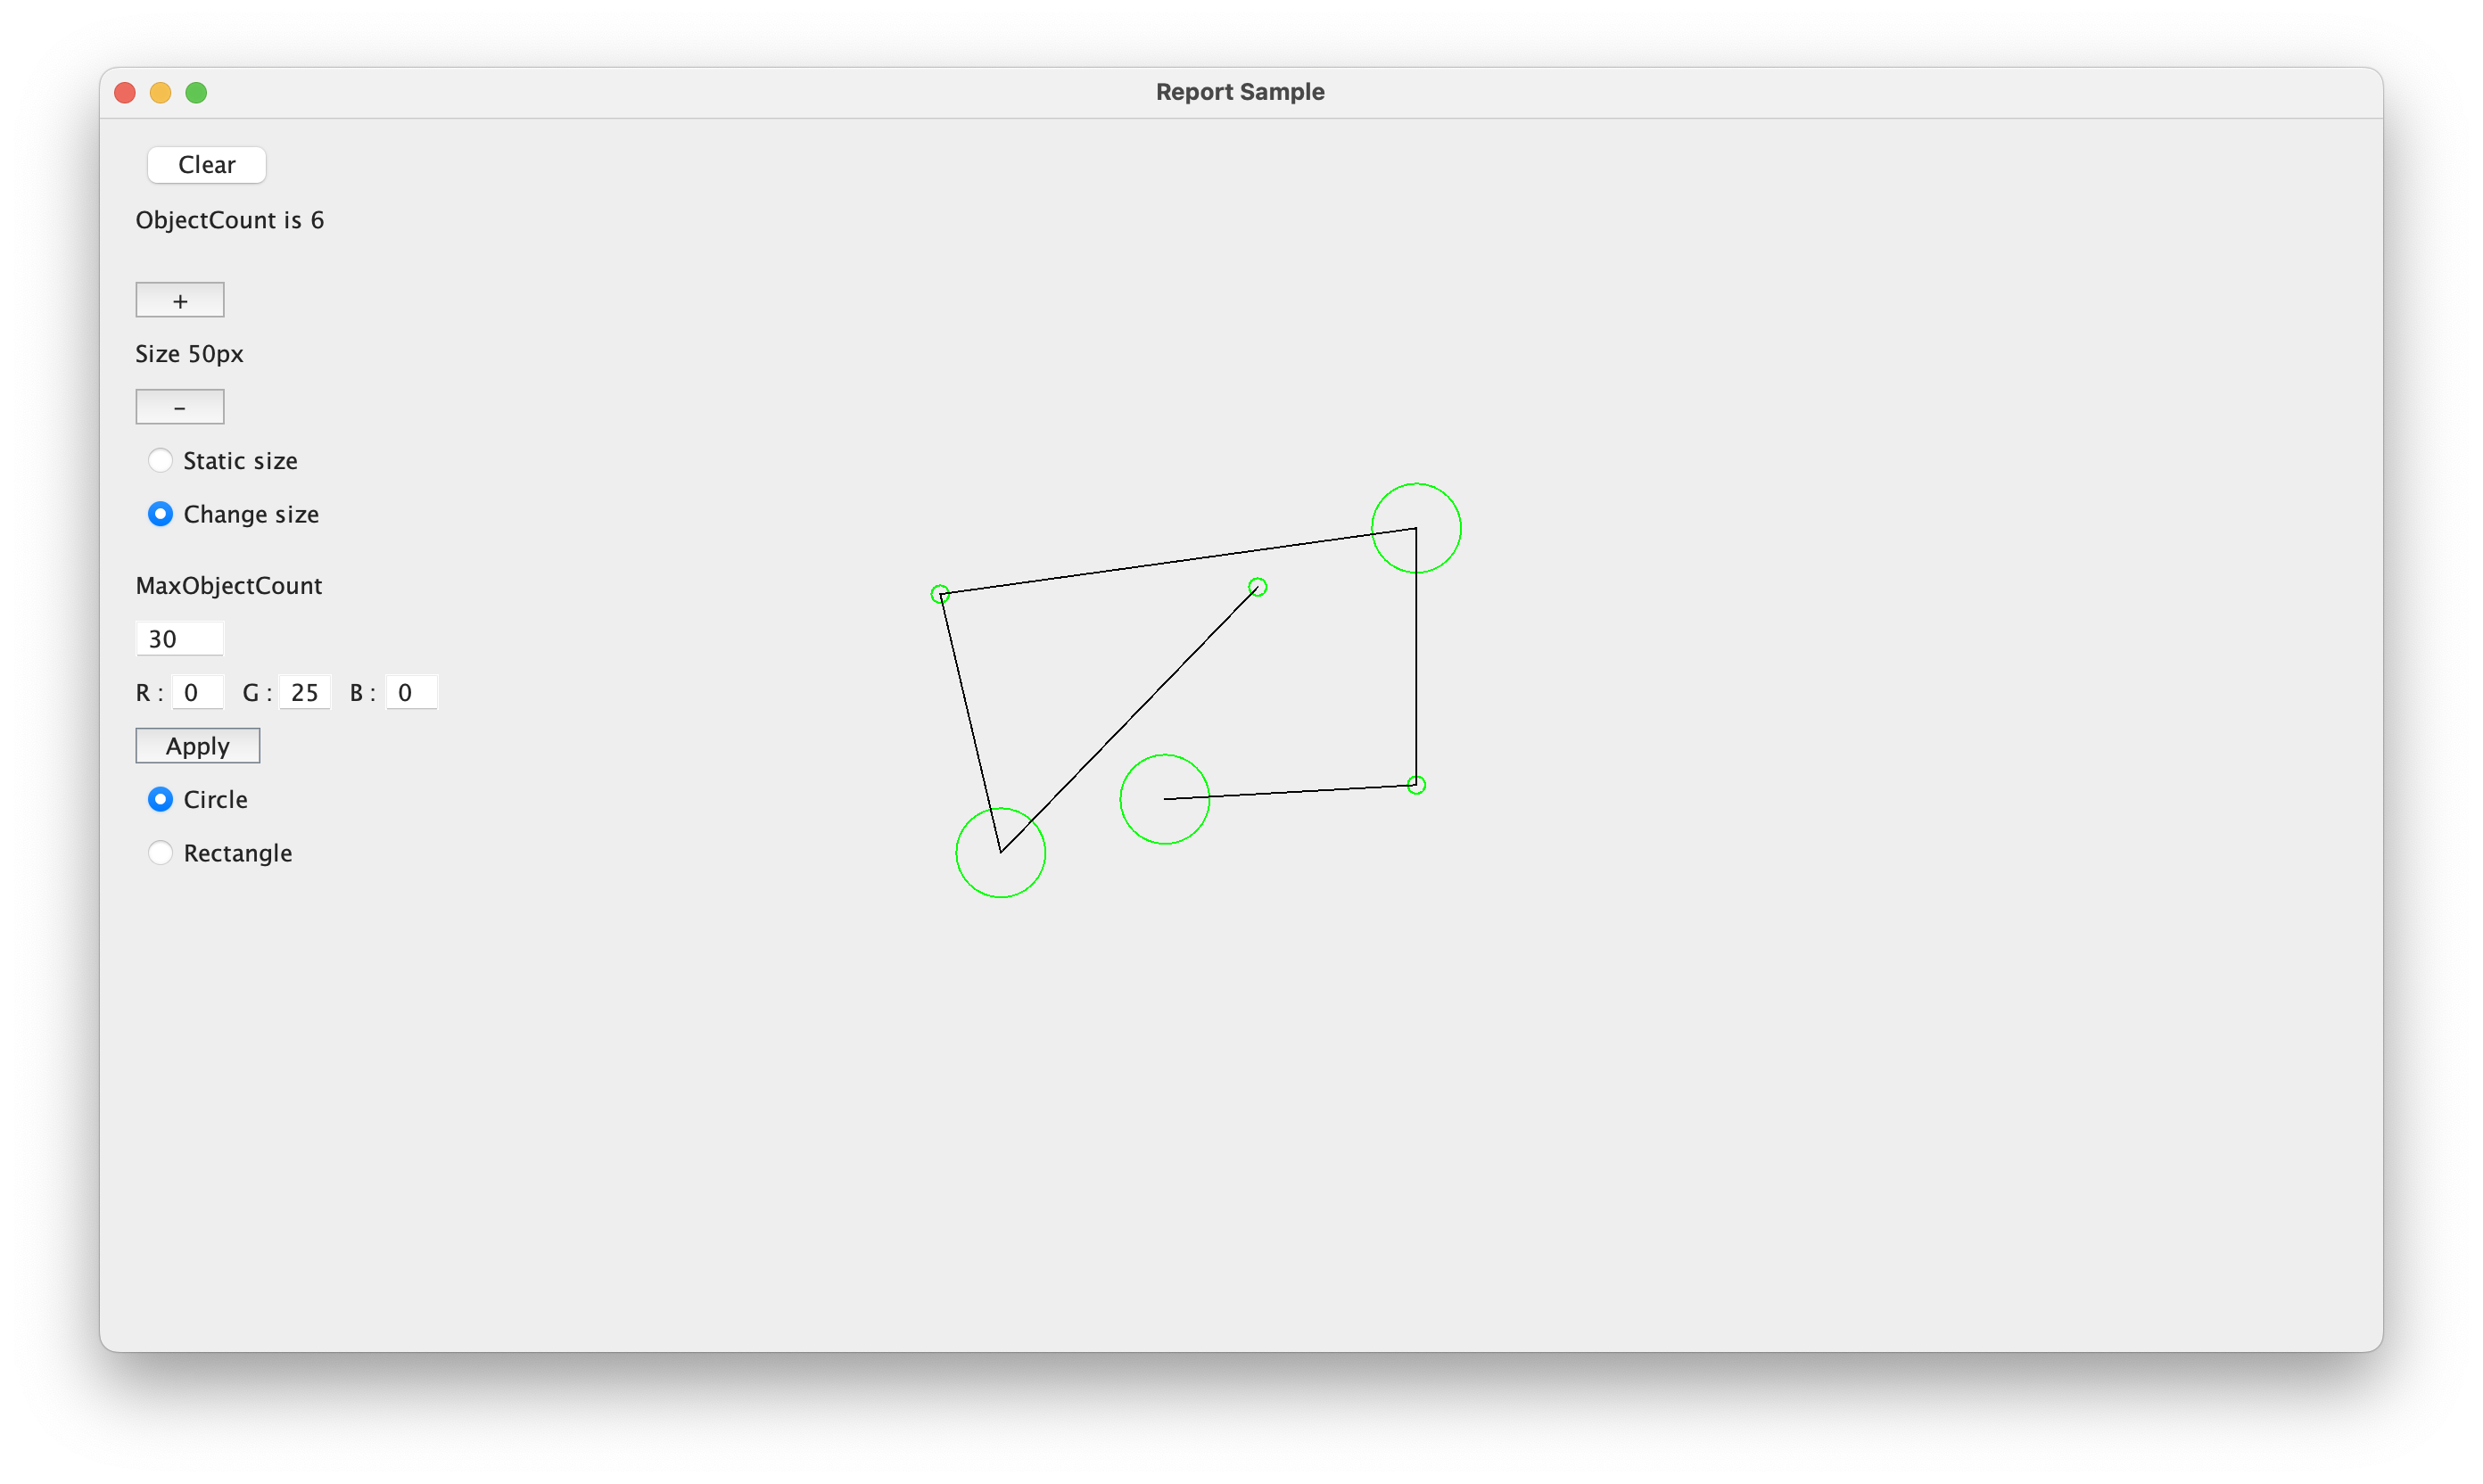 Report Sample
Clear
ObjectCount is 6
+
Size 50px
-
Static size
Change size
MaxObjectCount
30
R : 0 G : 25 B : 0
Apply
Circle
Rectangle